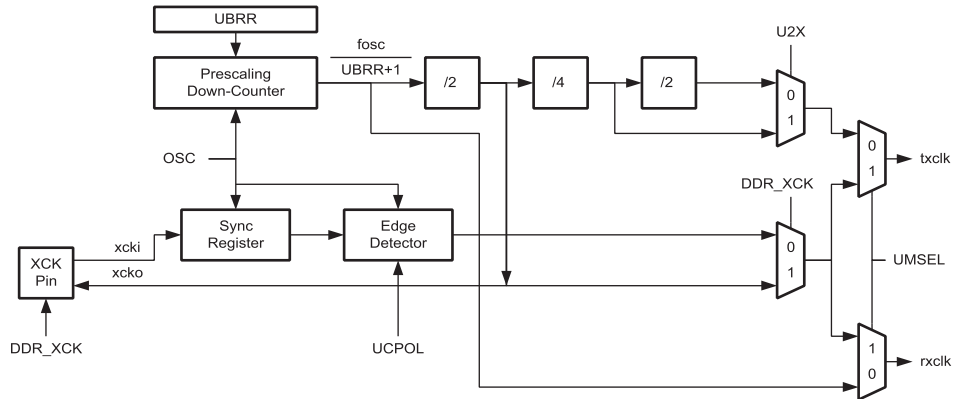 UBRR
fosc
UBRR+1
U2X
Prescaling
Down-Counter
/2
/4
/2
0
1
OSC
0
1
txclk
DDR_XCK
Sync
Register
Edge
Detector
xcki
XCK
Pin
xcko
0
1
UMSEL
DDR_XCK
UCPOL
1
0
rxclk